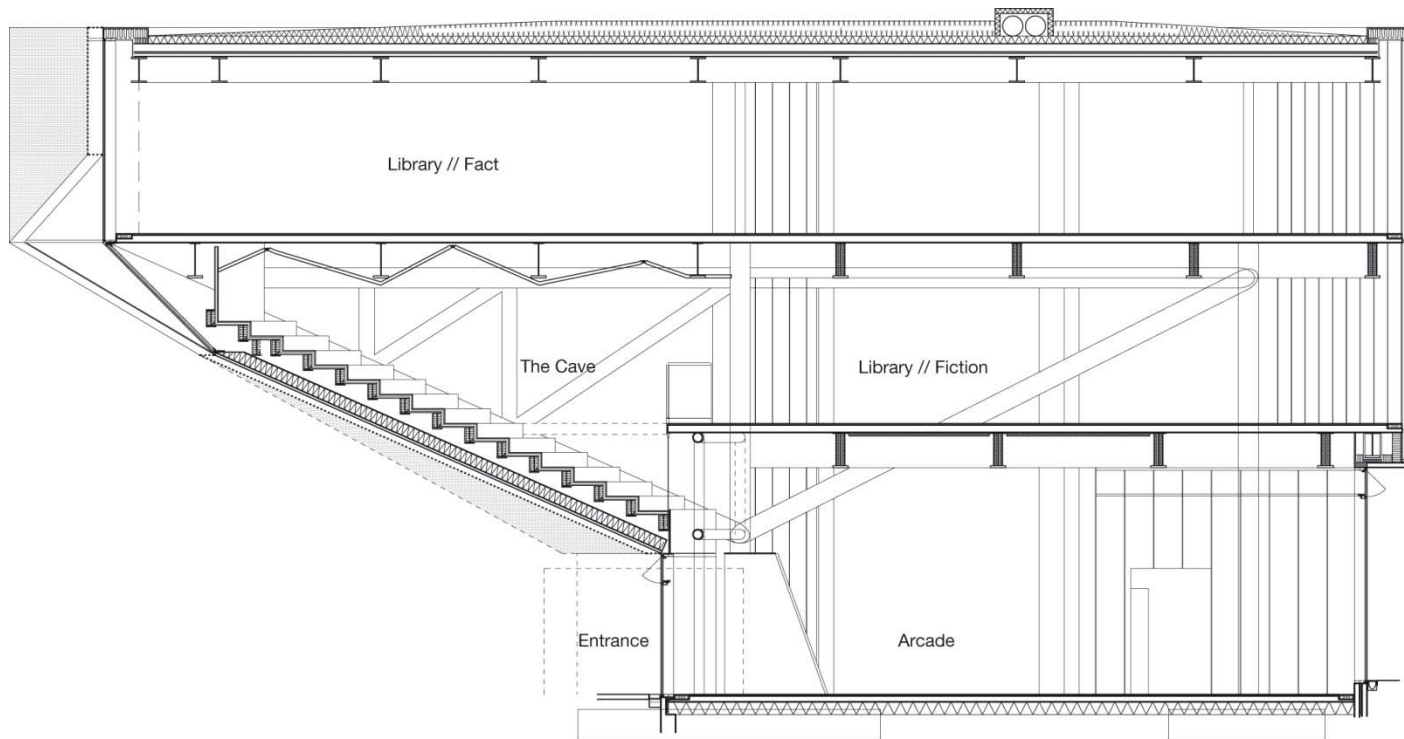 Library // Fact
The Cave
Library // Fiction
Entrance
Arcade